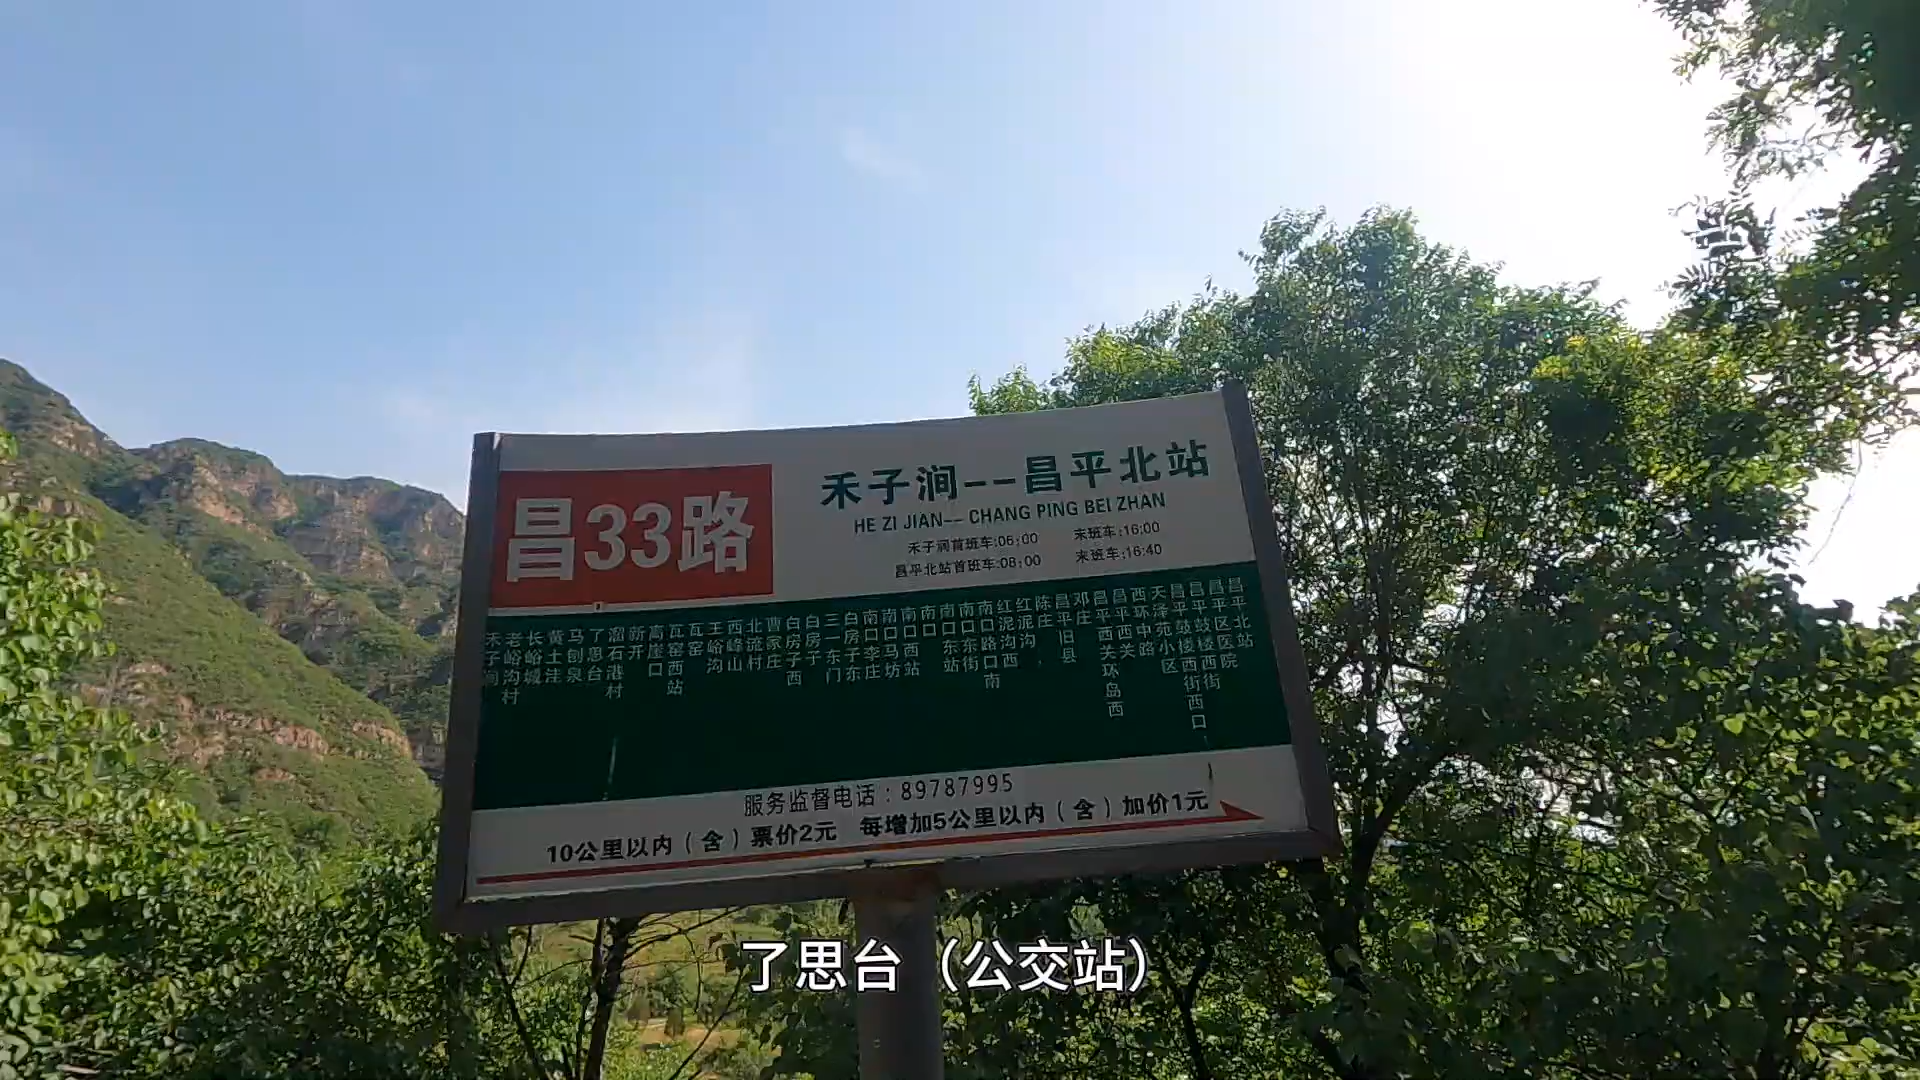 昌33路
禾子涧--昌平北站
HE ZI JIAN-- CHANG PING BEI ZHAN
禾子涧首班车:06:00 末班车:16:00
昌平北站首班车:08:00 末班车:16:40
禾子涧
老峪沟村
长峪城
黄土洼
马刨泉
了思台
溜石港村
新开
高崖口
瓦窑西站
瓦窑
王峪沟
西峰山
北流村
曹家庄
白房子西
白房子
三一东门
白房子东
南口李庄
南口马坊
南口西站
南口
南口东站
南口东街
南口路口南
红泥沟西
红泥沟
陈庄
昌平旧县
邓庄
昌平西关环岛西
昌平西关
西环中路
天泽苑小区
昌平鼓楼西街西口
昌平鼓楼西街
昌平区医院
昌平北站
服务监督电话：89787995
10公里以内（含）票价2元 每增加5公里以内（含）加价1元
了思台（公交站）